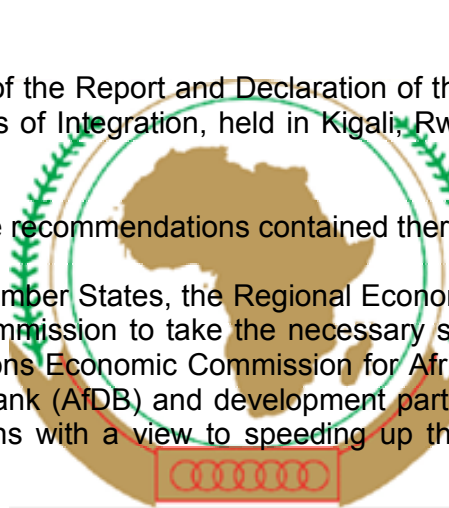 of the Report and Declaration of th
s of Integration, held in Kigali, Rw
e recommendations contained ther
mber States, the Regional Econo
mmission to take the necessary s
ons Economic Commission for Afr
ank (AfDB) and development part
ns with a view to speeding up th